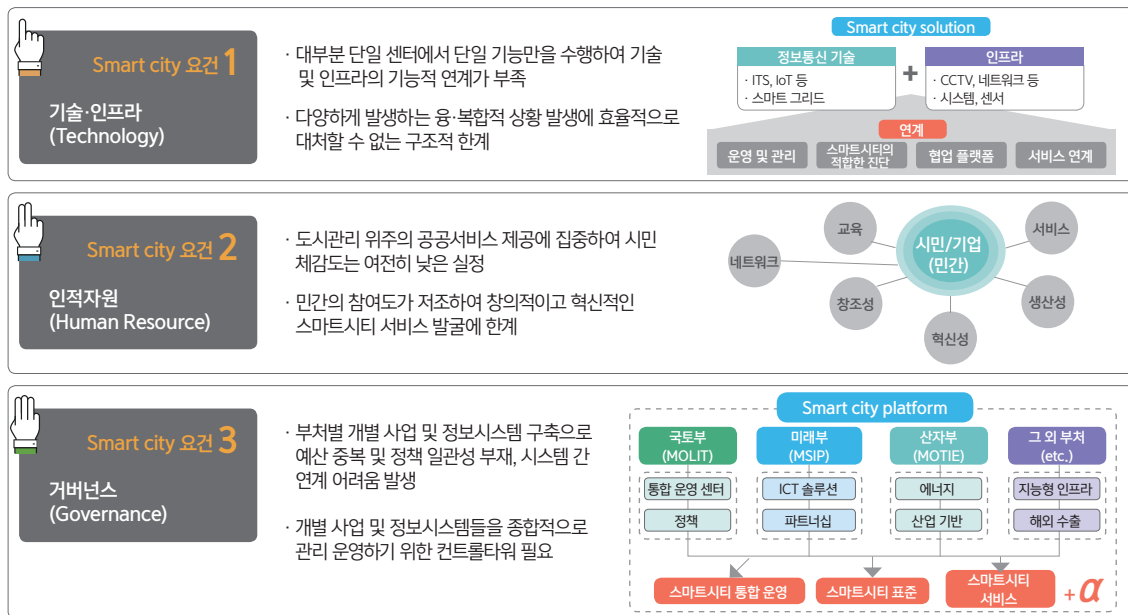 Smart city 요건 1
기술·인프라
(Technology)
· 대부분 단일 센터에서 단일 기능만을 수행하여 기술
및 인프라의 기능적 연계가 부족
· 다양하게 발생하는 융·복합적 상황 발생에 효율적으로
대처할 수 없는 구조적 한계
Smart city solution
정보통신 기술
· ITS, IoT 등
· 스마트 그리드
+
인프라
· CCTV, 네트워크 등
· 시스템, 센서
연계
운영 및 관리
스마트시티의
적합한 진단
협업 플랫폼
서비스 연계
Smart city 요건 2
인적자원
(Human Resource)
· 도시관리 위주의 공공서비스 제공에 집중하여 시민
체감도는 여전히 낮은 실정
· 민간의 참여도가 저조하여 창의적이고 혁신적인
스마트시티 서비스 발굴에 한계
교육
서비스
시민/기업
(민간)
네트워크
창조성
생산성
혁신성
Smart city 요건 3
거버넌스
(Governance)
· 부처별 개별 사업 및 정보시스템 구축으로
예산 중복 및 정책 일관성 부재, 시스템 간
연계 어려움 발생
· 개별 사업 및 정보시스템들을 종합적으로
관리 운영하기 위한 컨트롤타워 필요
Smart city platform
국토부
(MOLIT)
통합 운영 센터
정책
미래부
(MSIP)
ICT 솔루션
파트너십
산자부
(MOTIE)
에너지
산업 기반
그 외 부처
(etc.)
지능형 인프라
해외 수출
스마트시티 통합 운영
스마트시티 표준
스마트시티
서비스
+α